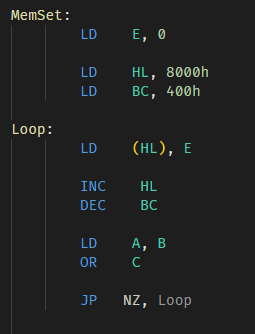 MemSet:
LD E, 0
LD HL, 8000h
LD BC, 400h
Loop:
LD (HL), E
INC HL
DEC BC
LD A, B
OR C
JP NZ, Loop